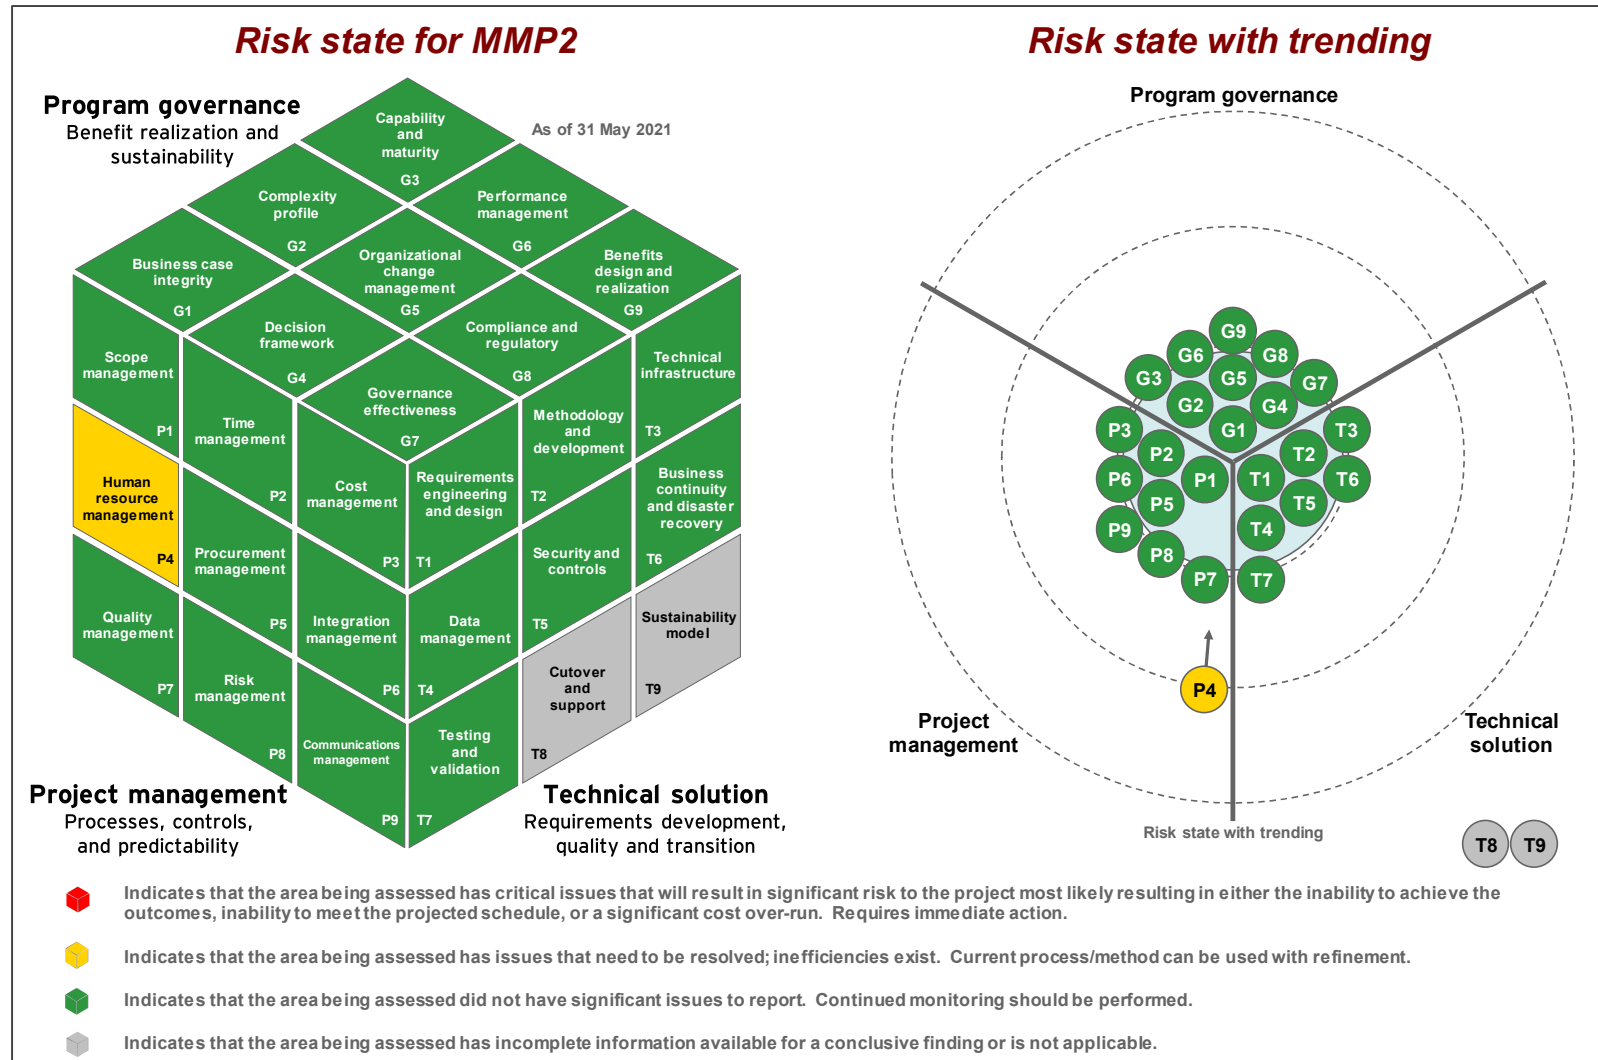 Risk state for MMP2
Program governance
Benefit realization and
sustainability
As of 31 May 2021
Capability
and
maturity
G3
Complexity
profile
G2
Performance
management
G6
Business case
integrity
G1
Organizational
change
management
G5
Benefits
design and
realization
G9
Decision
framework
G4
Compliance and
regulatory
G8
Governance
effectiveness
G7
Scope
management
P1
Time
management
P2
Cost
management
P3
Human
resource
management
P4
Procurement
management
P5
Integration
management
P6
Quality
management
P7
Risk
management
P8
Communications
management
P9
Requirements
engineering
and design
T1
Methodology
and
development
T2
Technical
infrastructure
T3
Data
management
T4
Security and
controls
T5
Business
continuity
and disaster
recovery
T6
Testing
and
validation
T7
Cutover
and
support
T8
Sustainability
model
T9
Project management
Processes, controls,
and predictability
Technical solution
Requirements development,
quality and transition
Risk state with trending
Program governance
G9
G6
G8
G3
G5
G7
G2
G4
G1
P3
P2
P1
P6
P5
P9
P8
P7
P4
T3
T2
T1
T6
T5
T4
T7
Project
management
Technical
solution
Risk state with trending
T8
T9
Indicates that the area being assessed has critical issues that will result in significant risk to the project most likely resulting in either the inability to achieve the
outcomes, inability to meet the projected schedule, or a significant cost over-run. Requires immediate action.
Indicates that the area being assessed has issues that need to be resolved; inefficiencies exist. Current process/method can be used with refinement.
Indicates that the area being assessed did not have significant issues to report. Continued monitoring should be performed.
Indicates that the area being assessed has incomplete information available for a conclusive finding or is not applicable.